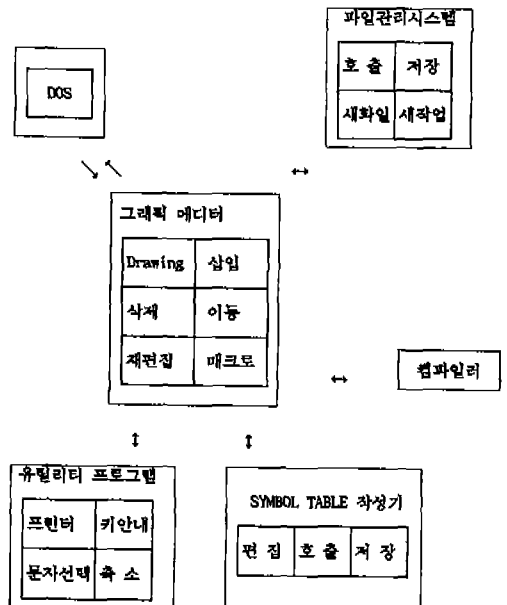 파일관리시스템
호 출 저장
새화일 새작업
DOS
그래픽 에디터
Drawing 삽입
삭제 이동
재편집 매크로
컴파일러
유틸리티 프로그램
프린터 키안내
문자선택 축 소
SYMBOL TABLE 작성기
편 집 호 출 저 장